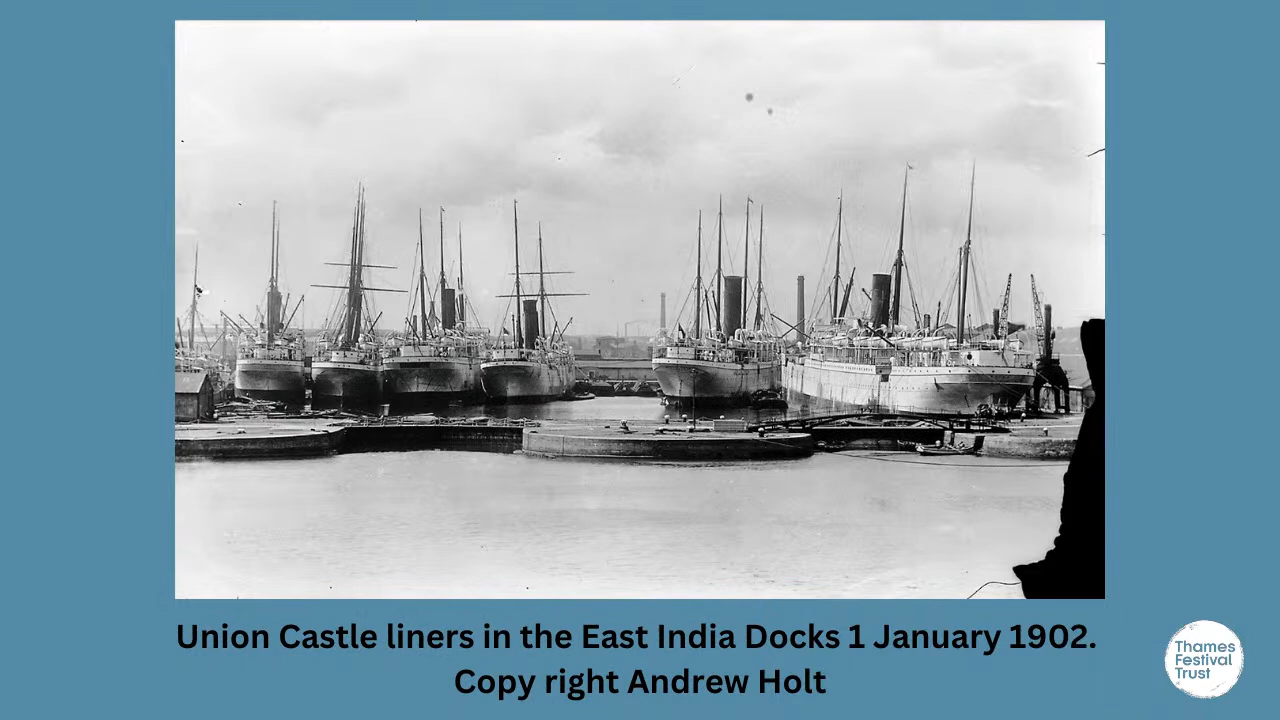 Union Castle liners in the East India Docks 1 January 1902.
Copy right Andrew Holt
Thames
Festival
Trust